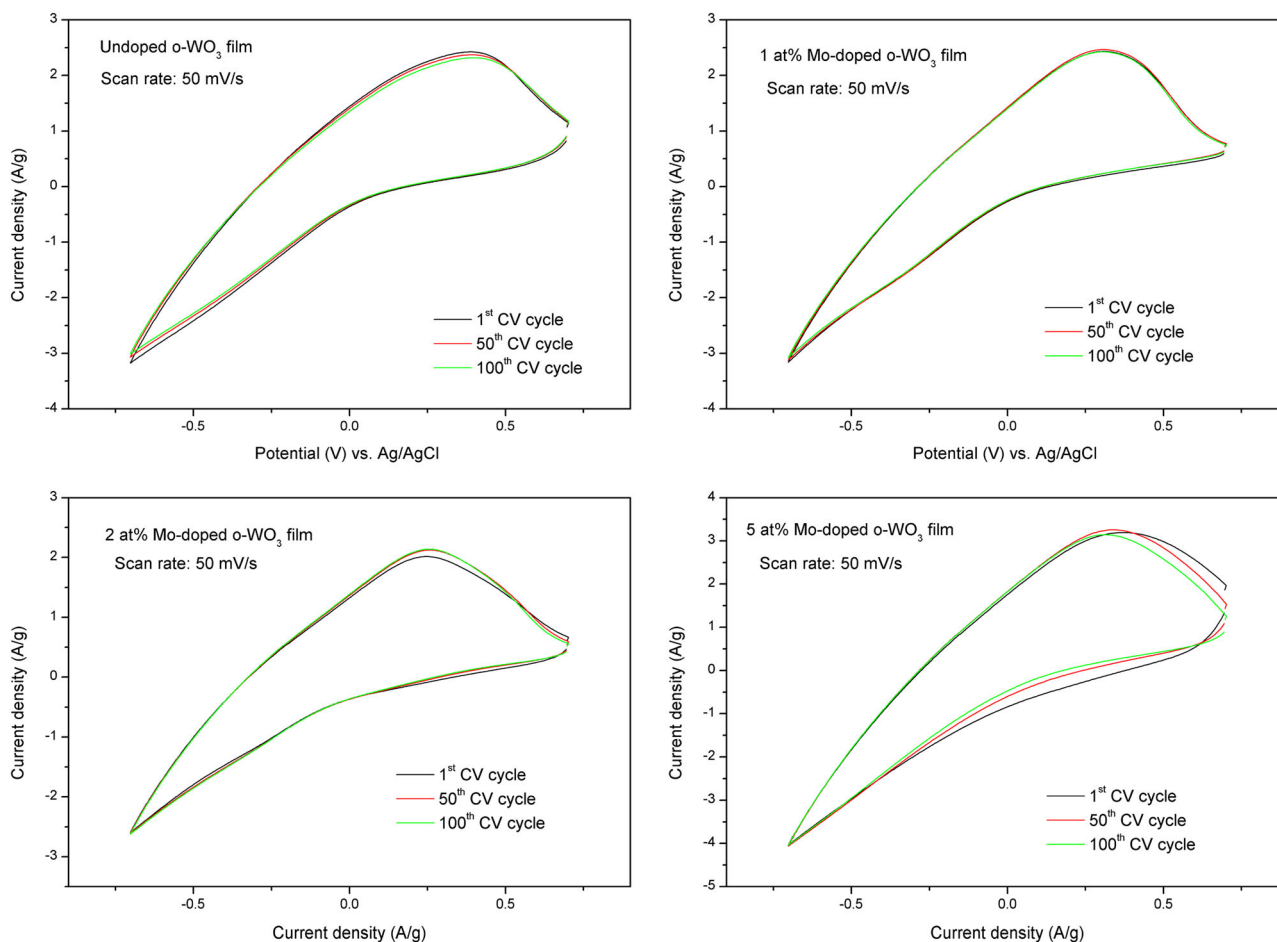 3
2
1
0
-1
-2
-3
-4
Current density (A/g)
Undoped o-WO₃ film
Scan rate: 50 mV/s
1ˢᵗ CV cycle
50ᵗʰ CV cycle
100ᵗʰ CV cycle
-0.5 0.0 0.5
Potential (V) vs. Ag/AgCl
3
2
1
0
-1
-2
-3
-4
Current density (A/g)
1 at% Mo-doped o-WO₃ film
Scan rate: 50 mV/s
1ˢᵗ CV cycle
50ᵗʰ CV cycle
100ᵗʰ CV cycle
-0.5 0.0 0.5
Potential (V) vs. Ag/AgCl
3
2
1
0
-1
-2
-3
Current density (A/g)
2 at% Mo-doped o-WO₃ film
Scan rate: 50 mV/s
1ˢᵗ CV cycle
50ᵗʰ CV cycle
100ᵗʰ CV cycle
-0.5 0.0 0.5
Current density (A/g)
4
3
2
1
0
-1
-2
-3
-4
-5
Current density (A/g)
5 at% Mo-doped o-WO₃ film
Scan rate: 50 mV/s
1ˢᵗ CV cycle
50ᵗʰ CV cycle
100ᵗʰ CV cycle
-0.5 0.0 0.5
Current density (A/g)